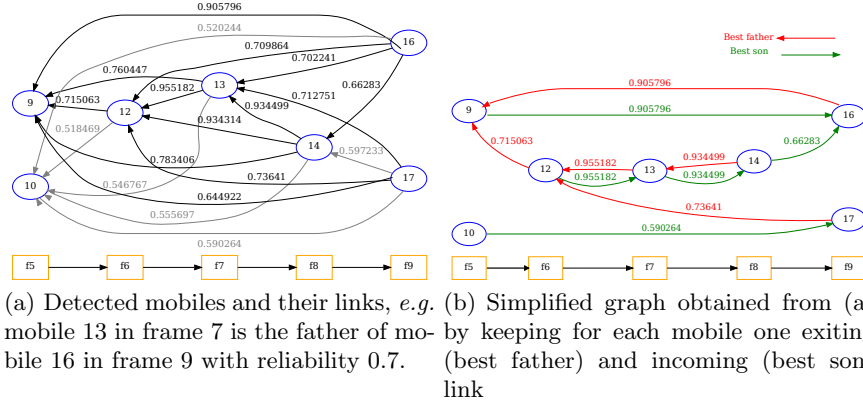 0.905796
0.520244
16
0.709864
0.702241
0.760447
13
0.66283
0.955182
0.712751
9
0.715063
12
0.934499
0.934314
0.518469
14
0.597233
0.783406
10
0.546767
0.73641
17
0.644922
0.555697
0.590264
f5
f6
f7
f8
f9
(a) Detected mobiles and their links, e.g.
mobile 13 in frame 7 is the father of mo-
bile 16 in frame 9 with reliability 0.7.
Best father
Best son
0.905796
9
0.905796
16
0.715063
0.66283
0.955182
0.934499
14
12
13
0.955182
0.934499
0.73641
17
10
0.590264
f5
f6
f7
f8
f9
(b) Simplified graph obtained from (a
by keeping for each mobile one exitin
(best father) and incoming (best son
link